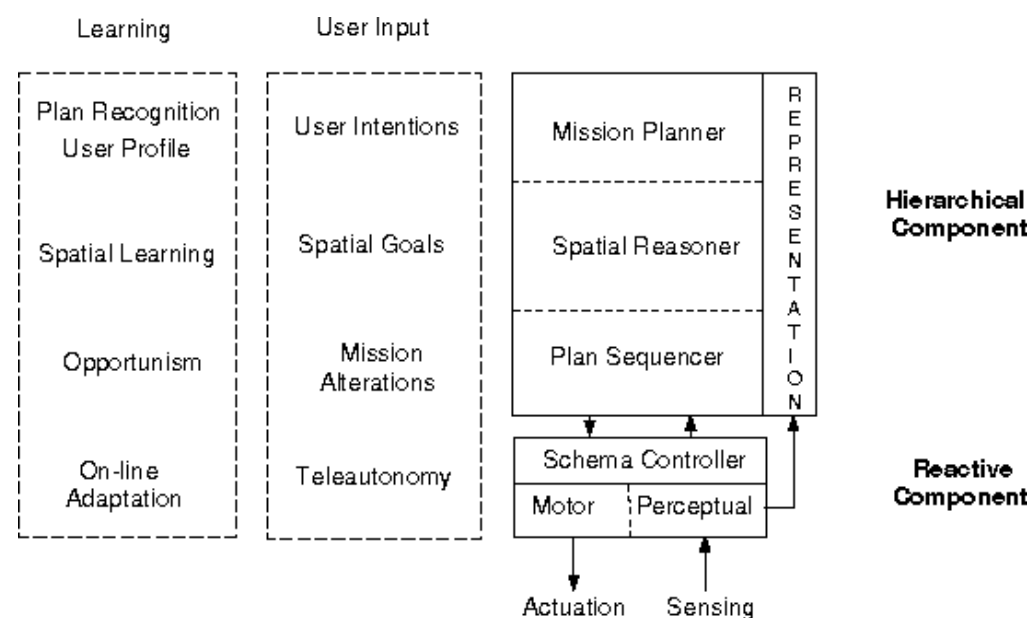 Learning
User Input
Plan Recognition
User Profile
User Intentions
Mission Planner
REPRESENTATION
Hierarchical
Component
Spatial Learning
Spatial Goals
Spatial Reasoner
Opportunism
Mission
Alterations
Plan Sequencer
On-line
Adaptation
Teleautonomy
Schema Controller
Motor
Perceptual
Reactive
Component
Actuation
Sensing